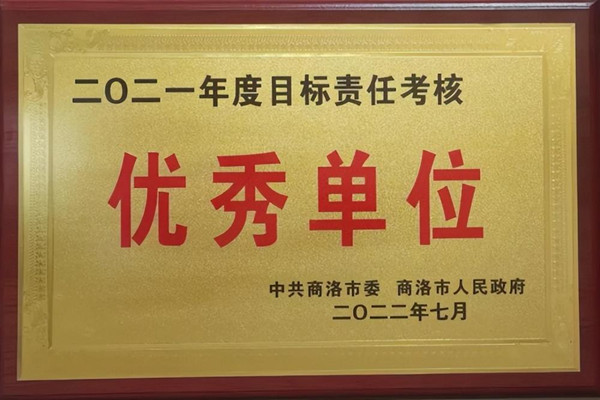 二〇二一年度目标责任考核
优秀单位
中共商洛市委 商洛市人民政府
二〇二二年七月